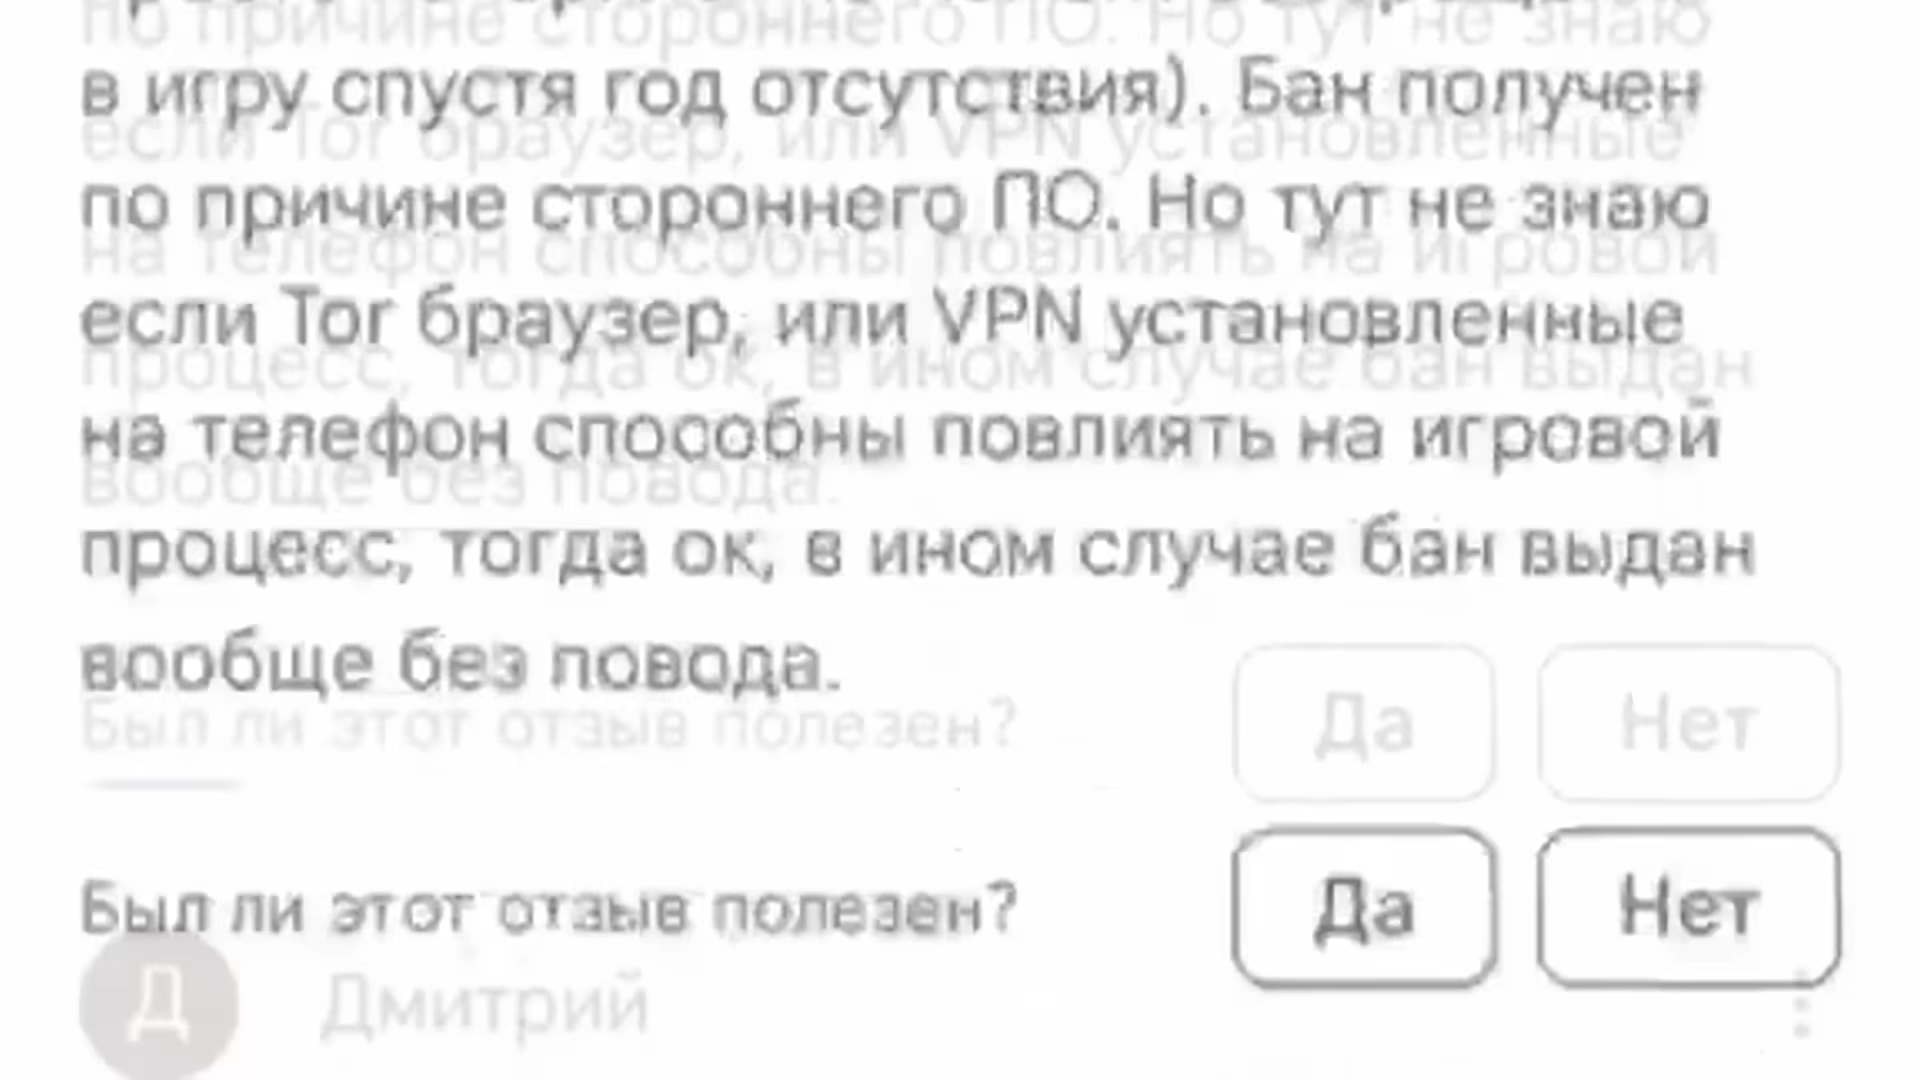 в игру спустя год отсутствия). Бан получен
по причине стороннего ПО. Но тут не знаю
если Tor браузер, или VPN установленные
на телефон способны повлиять на игровой
процесс, тогда ок, в ином случае бан выдан
вообще без повода.
Был ли этот отзыв полезен?
Да
Нет
Д
Дмитрий